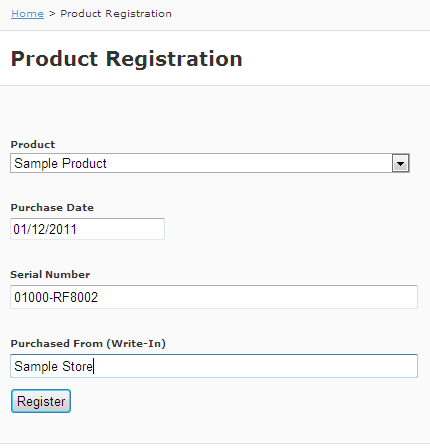 Home > Product Registration
Product Registration
Product
Sample Product
Purchase Date
01/12/2011
Serial Number
01000-RF8002
Purchased From (Write-In)
Sample Store
Register